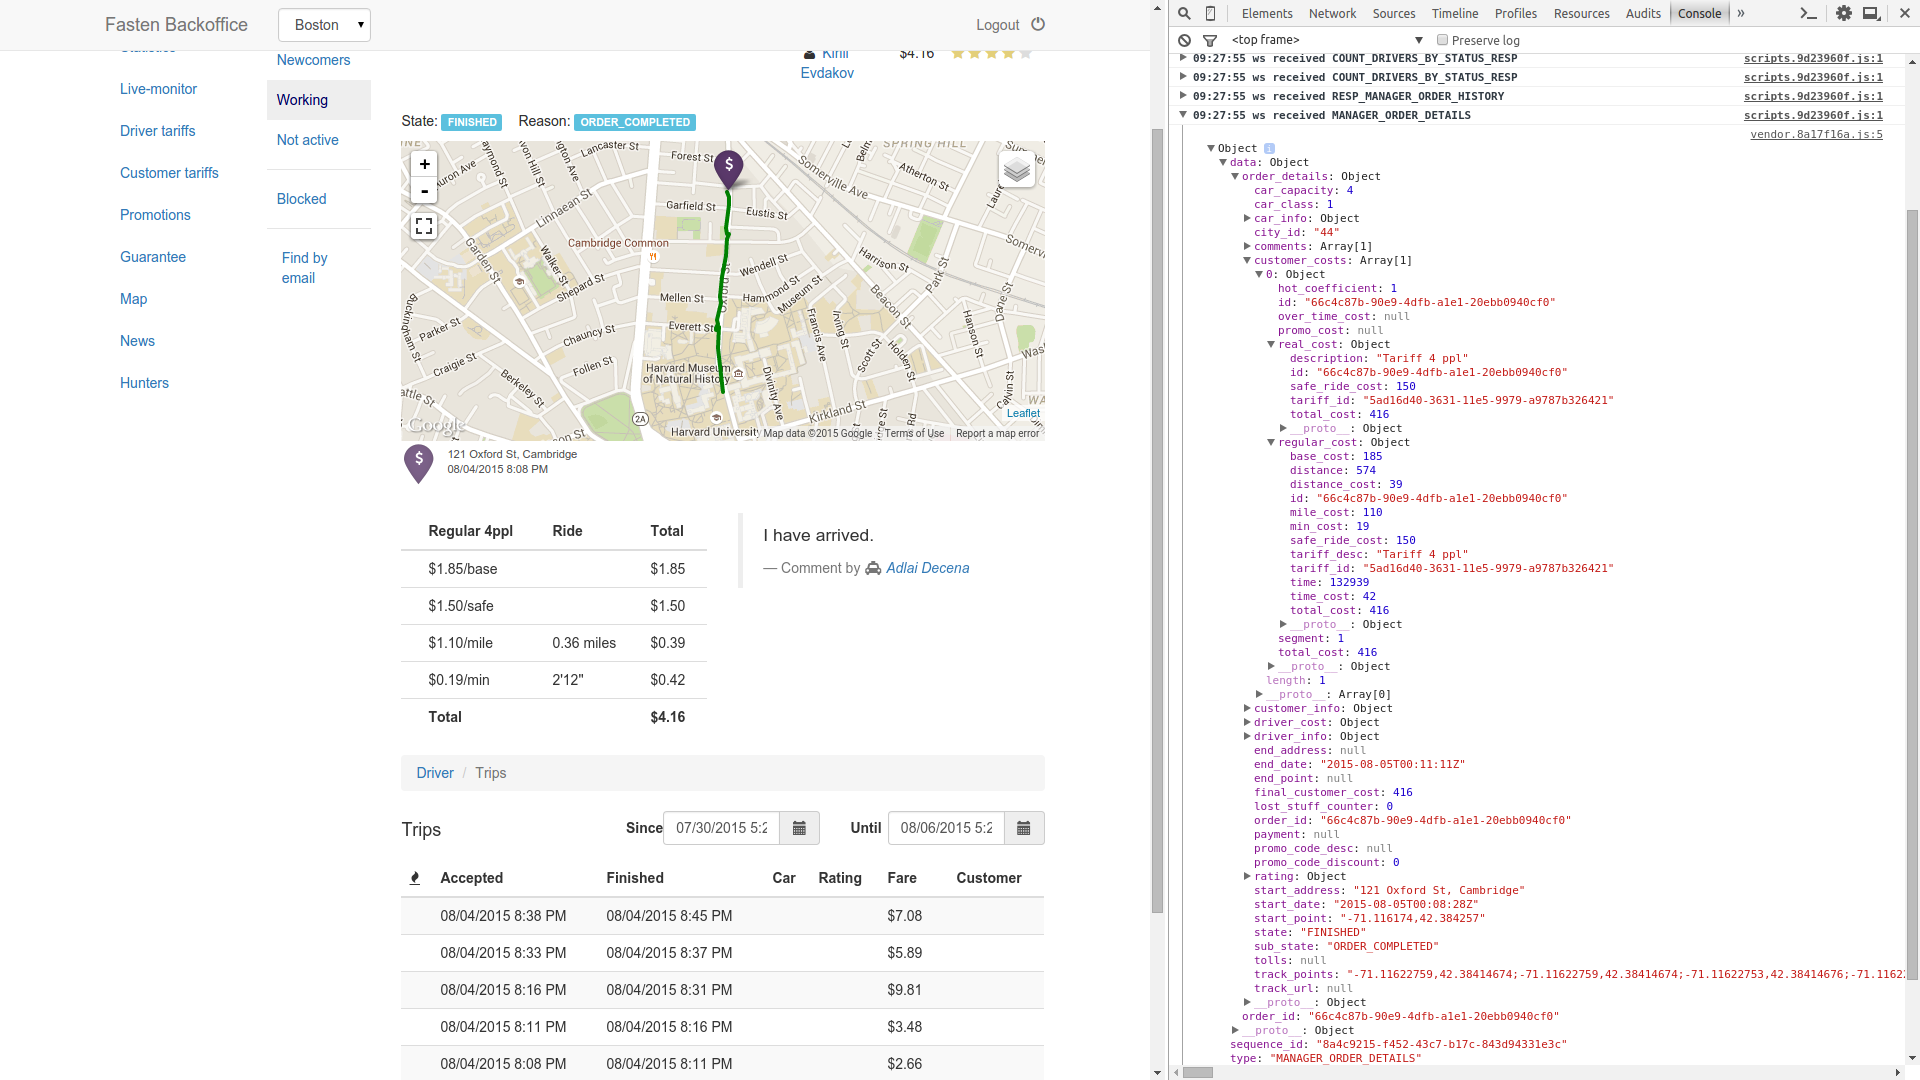 Fasten Backoffice
Boston
Logout
Statistics
Live-monitor
Driver tariffs
Customer tariffs
Promotions
Guarantee
Map
News
Hunters
Newcomers
Working
Not active
Blocked
Find by
email
Kirill
Evdakov
$4.16
State: FINISHED Reason: ORDER_COMPLETED
+
-
Lancaster St
Forest St
SPRING HILL
Somerville Ave
Atherton St
Linnaean St
Garfield St
Eustis St
Cambridge Common
Garden St
Walker St
Wendell St
Harrison St
Park St
Shepard St
Mellen St
Hammond St
Museum St
Beacon St
Oxford St
Dane St
Buckingham St
Parker St
Everett St
Chauncy St
Francis Ave
Irving St
Hanson St
Craigie St
Follen St
Scott St
Holden St
Harvard Museum
of Natural History
Berkeley St
Divinity Ave
Calvin St
Kirkland St
2A
Leaflet
Google
Harvard University
Map data ©2015 Google Terms of Use Report a map error
$
121 Oxford St, Cambridge
08/04/2015 8:08 PM
Regular 4ppl Ride Total
$1.85/base $1.85
$1.50/safe $1.50
$1.10/mile 0.36 miles $0.39
$0.19/min 2'12" $0.42
Total $4.16
I have arrived.
— Comment by Adlai Decena
Driver / Trips
Trips
Since 07/30/2015 5:2
Until 08/06/2015 5:2
Accepted Finished Car Rating Fare Customer
08/04/2015 8:38 PM 08/04/2015 8:45 PM $7.08
08/04/2015 8:33 PM 08/04/2015 8:37 PM $5.89
08/04/2015 8:16 PM 08/04/2015 8:31 PM $9.81
08/04/2015 8:11 PM 08/04/2015 8:16 PM $3.48
08/04/2015 8:08 PM 08/04/2015 8:11 PM $2.66
Elements Network Sources Timeline Profiles Resources Audits Console »
<top frame> Preserve log
09:27:55 ws received COUNT_DRIVERS_BY_STATUS_RESP scripts.9d23960f.js:1
09:27:55 ws received COUNT_DRIVERS_BY_STATUS_RESP scripts.9d23960f.js:1
09:27:55 ws received RESP_MANAGER_ORDER_HISTORY scripts.9d23960f.js:1
09:27:55 ws received MANAGER_ORDER_DETAILS scripts.9d23960f.js:1
vendor.8a17f16a.js:5
Object i
data: Object
order_details: Object
car_capacity: 4
car_class: 1
car_info: Object
city_id: "44"
comments: Array[1]
customer_costs: Array[1]
0: Object
hot_coefficient: 1
id: "66c4c87b-90e9-4dfb-a1e1-20ebb0940cf0"
over_time_cost: null
promo_cost: null
real_cost: Object
description: "Tariff 4 ppl"
id: "66c4c87b-90e9-4dfb-a1e1-20ebb0940cf0"
safe_ride_cost: 150
tariff_id: "5ad16d40-3631-11e5-9979-a9787b326421"
total_cost: 416
__proto__: Object
regular_cost: Object
base_cost: 185
distance: 574
distance_cost: 39
id: "66c4c87b-90e9-4dfb-a1e1-20ebb0940cf0"
mile_cost: 110
min_cost: 19
safe_ride_cost: 150
tariff_desc: "Tariff 4 ppl"
tariff_id: "5ad16d40-3631-11e5-9979-a9787b326421"
time: 132939
time_cost: 42
total_cost: 416
__proto__: Object
segment: 1
total_cost: 416
__proto__: Object
length: 1
__proto__: Array[0]
customer_info: Object
driver_cost: Object
driver_info: Object
end_address: null
end_date: "2015-08-05T00:11:11Z"
end_point: null
final_customer_cost: 416
lost_stuff_counter: 0
order_id: "66c4c87b-90e9-4dfb-a1e1-20ebb0940cf0"
payment: null
promo_code_desc: null
promo_code_discount: 0
rating: Object
start_address: "121 Oxford St, Cambridge"
start_date: "2015-08-05T00:08:28Z"
start_point: "-71.116174,42.384257"
state: "FINISHED"
sub_state: "ORDER_COMPLETED"
tolls: null
track_points: "-71.11622759,42.38414674;-71.11622759,42.38414674;-71.11622753,42.38414676;-71.1162
track_url: null
__proto__: Object
order_id: "66c4c87b-90e9-4dfb-a1e1-20ebb0940cf0"
__proto__: Object
sequence_id: "8a4c9215-f452-43c7-b17c-843d94331e3c"
type: "MANAGER_ORDER_DETAILS"